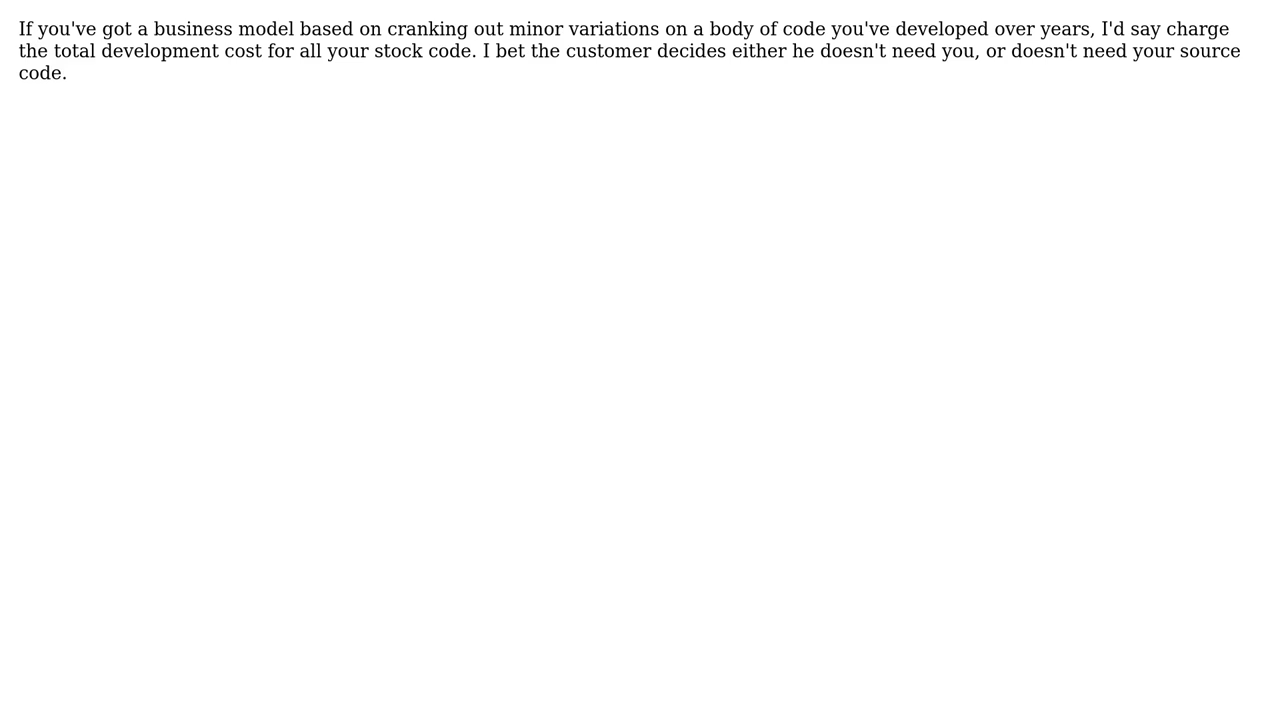 If you've got a business model based on cranking out minor variations on a body of code you've developed over years, I'd say charge
the total development cost for all your stock code. I bet the customer decides either he doesn't need you, or doesn't need your source
code.